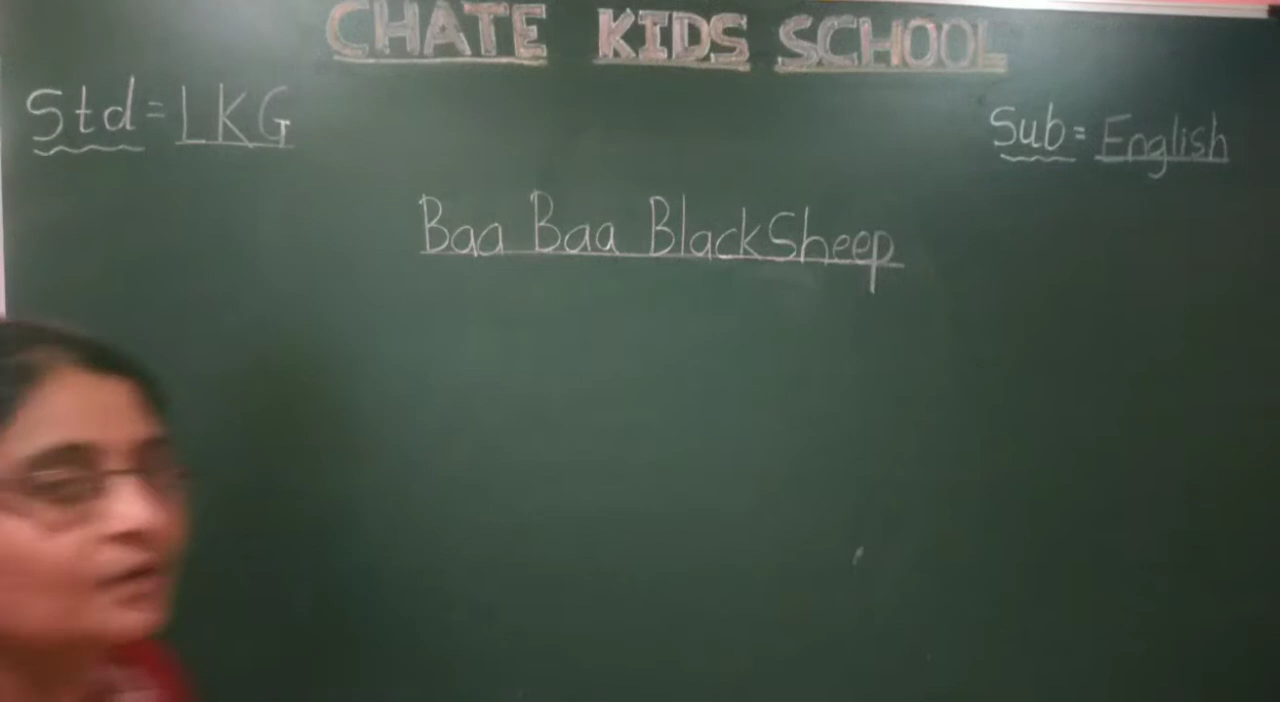 CHATE KIDS SCHOOL
Std = LKG
Sub = English
Baa Baa Black Sheep